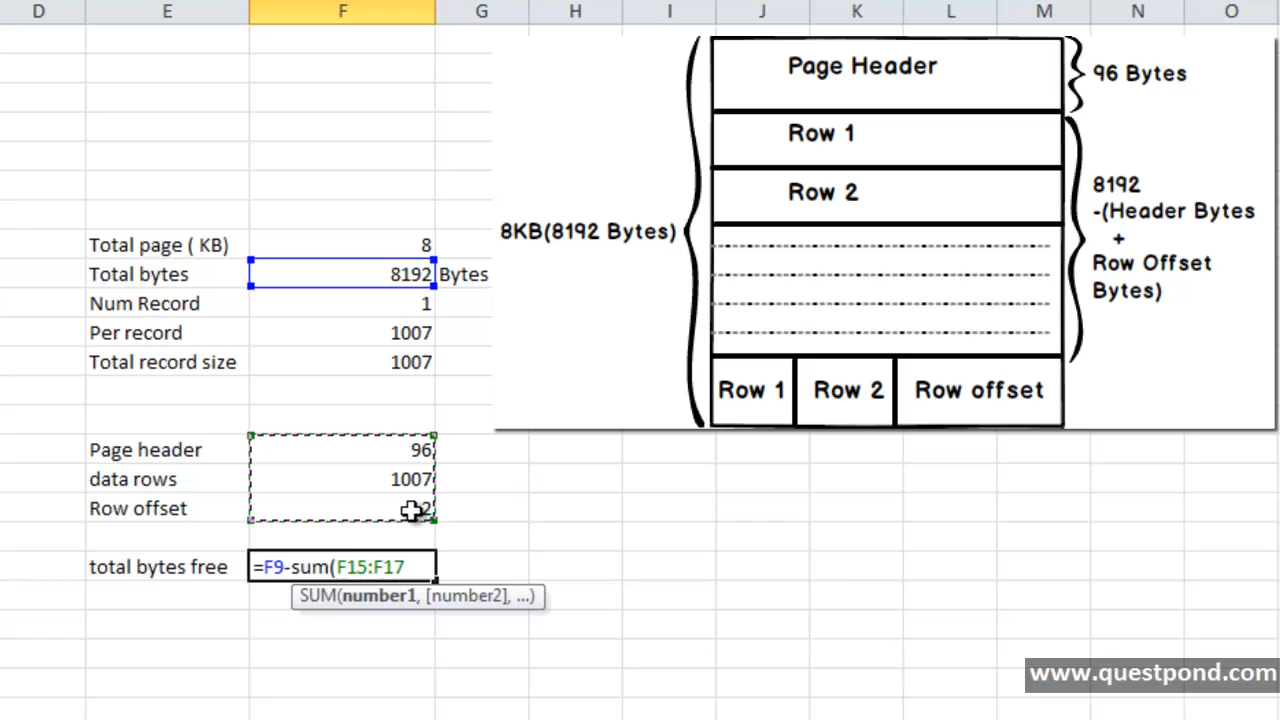 D E F G H I J K L M N O
Total page ( KB) 8
Total bytes 8192 Bytes
Num Record 1
Per record 1007
Total record size 1007
Page header 96
data rows 1007
Row offset 2
total bytes free =F9-sum(F15:F17
SUM(number1, [number2], ...)
Page Header
96 Bytes
Row 1
Row 2
8KB(8192 Bytes)
8192
-(Header Bytes
+
Row Offset
Bytes)
Row 1 Row 2 Row offset
www.questpond.com